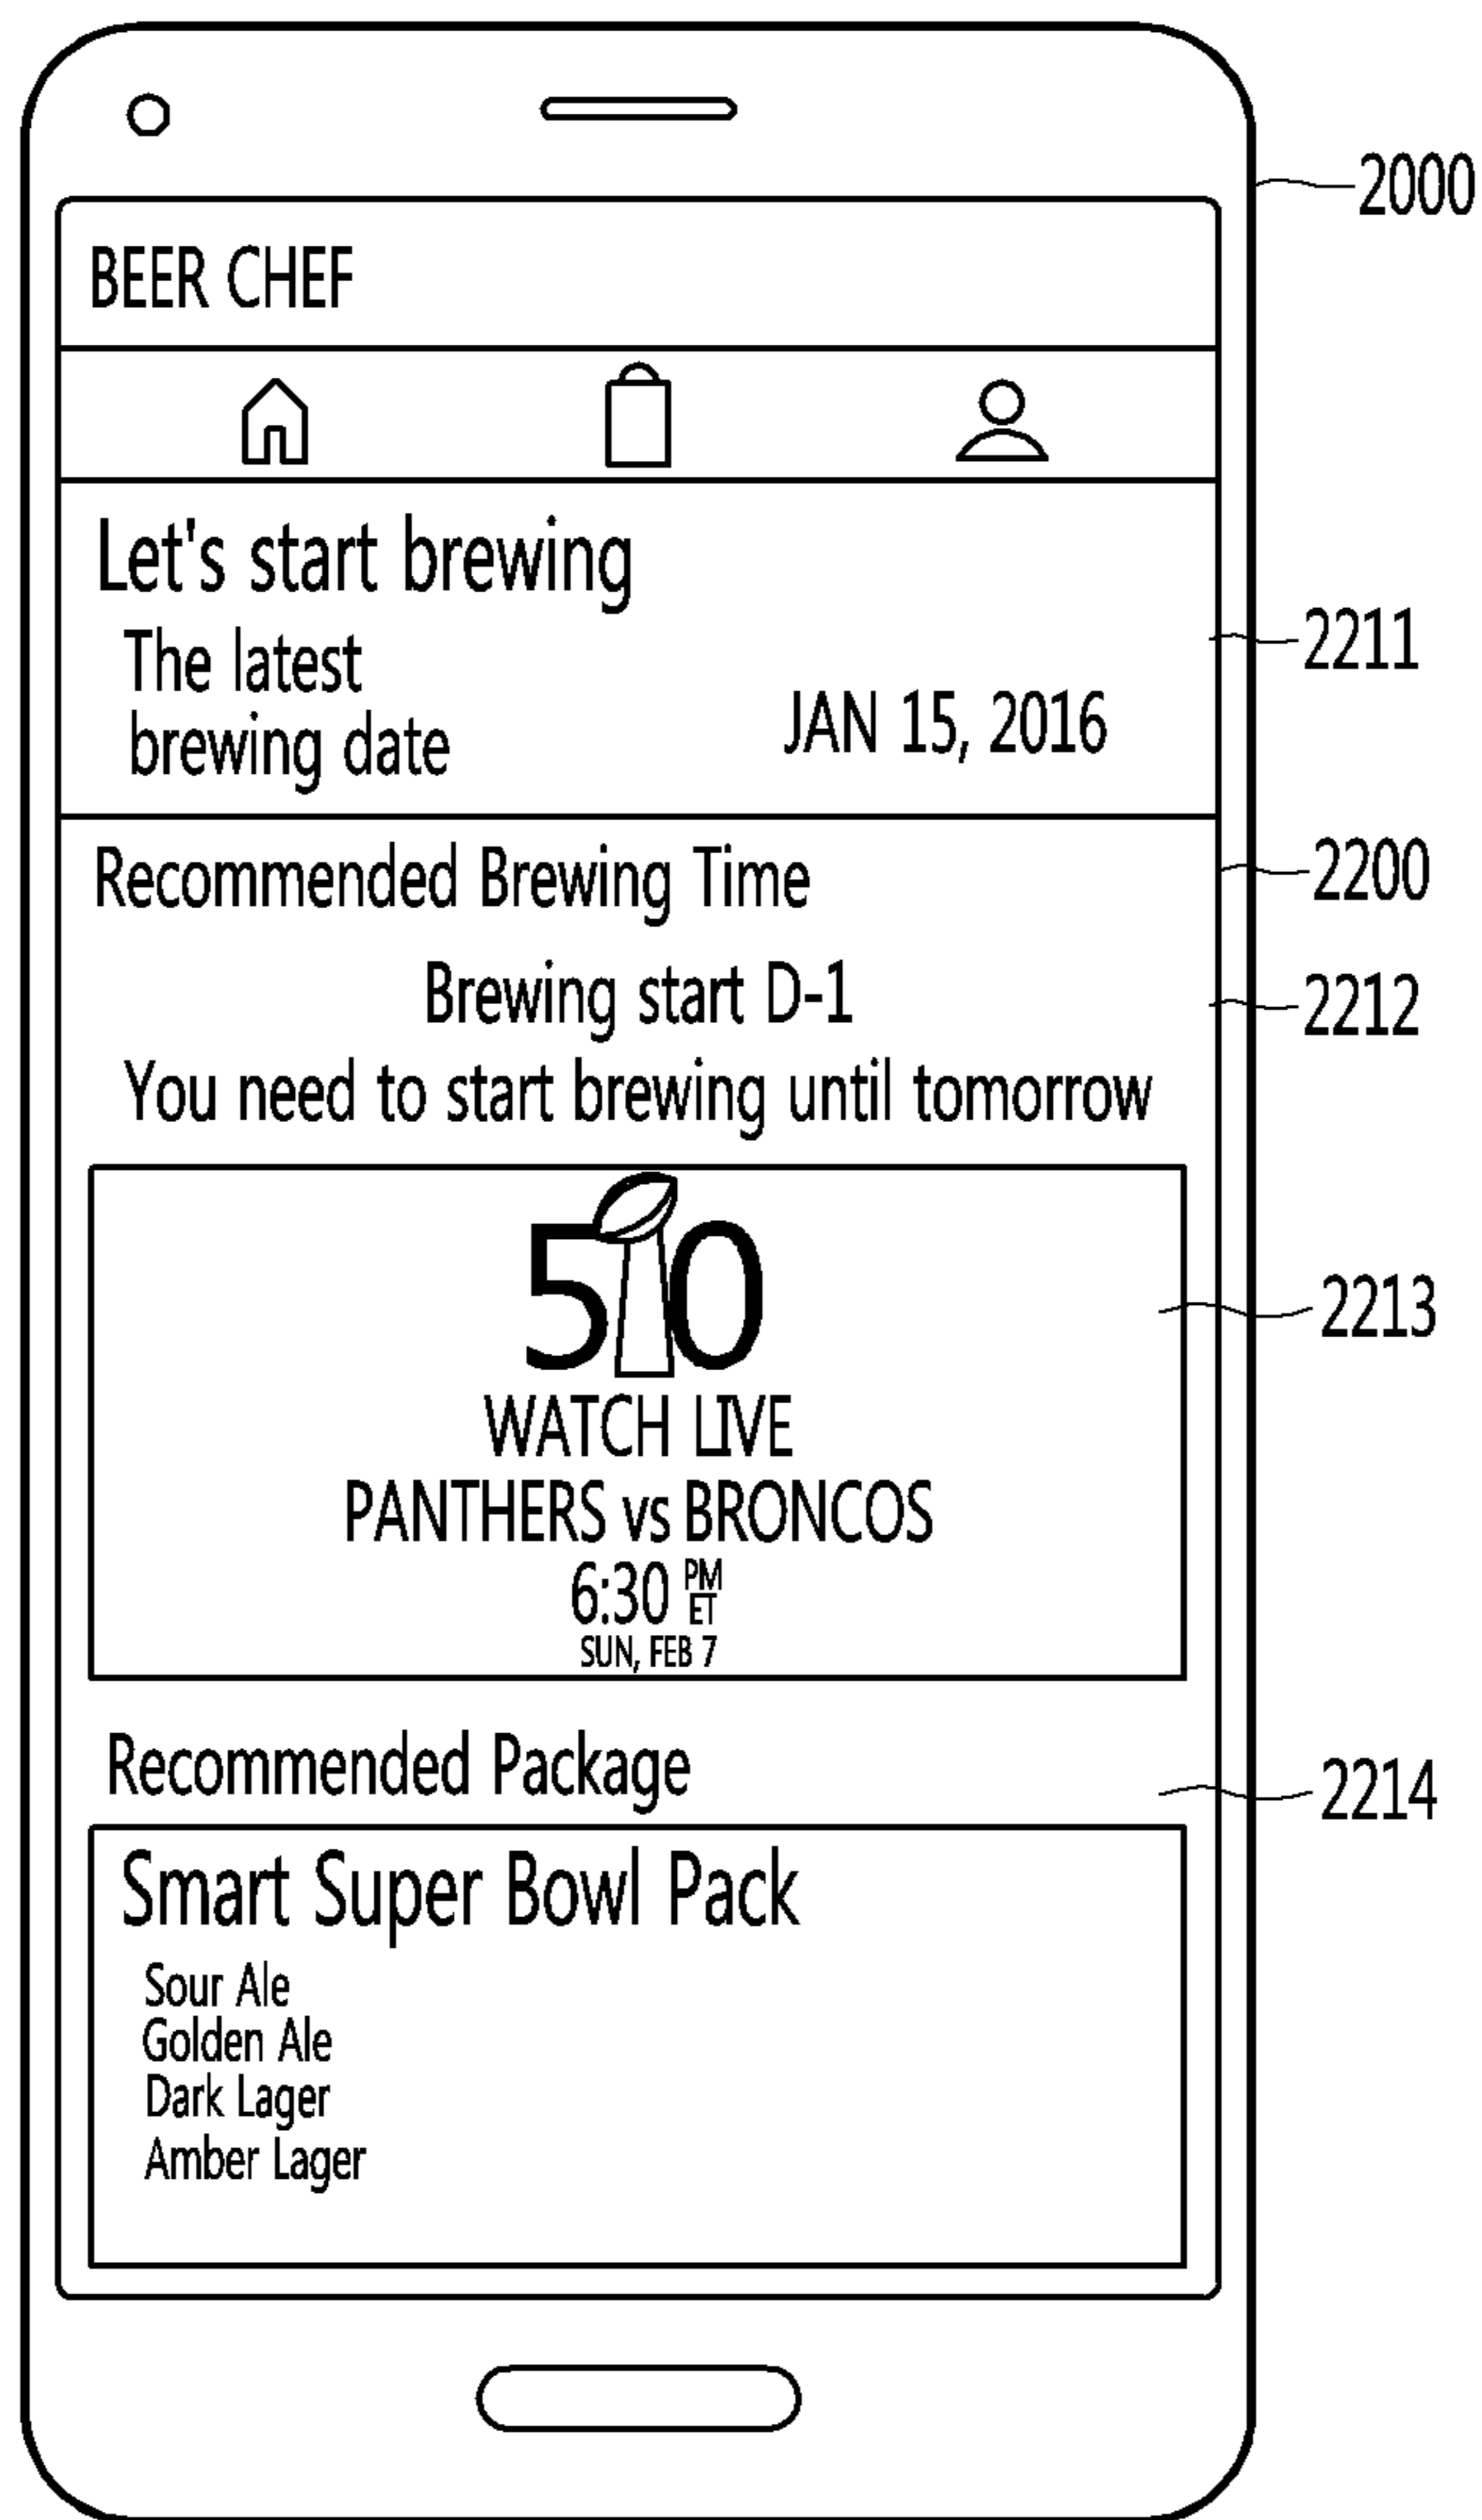 2000
BEER CHEF
Let's start brewing
The latest
brewing date
JAN 15, 2016
2211
Recommended Brewing Time
2200
Brewing start D-1
2212
You need to start brewing until tomorrow
50
2213
WATCH LIVE
PANTHERS vs BRONCOS
6:30 PM
ET
SUN, FEB 7
Recommended Package
2214
Smart Super Bowl Pack
Sour Ale
Golden Ale
Dark Lager
Amber Lager